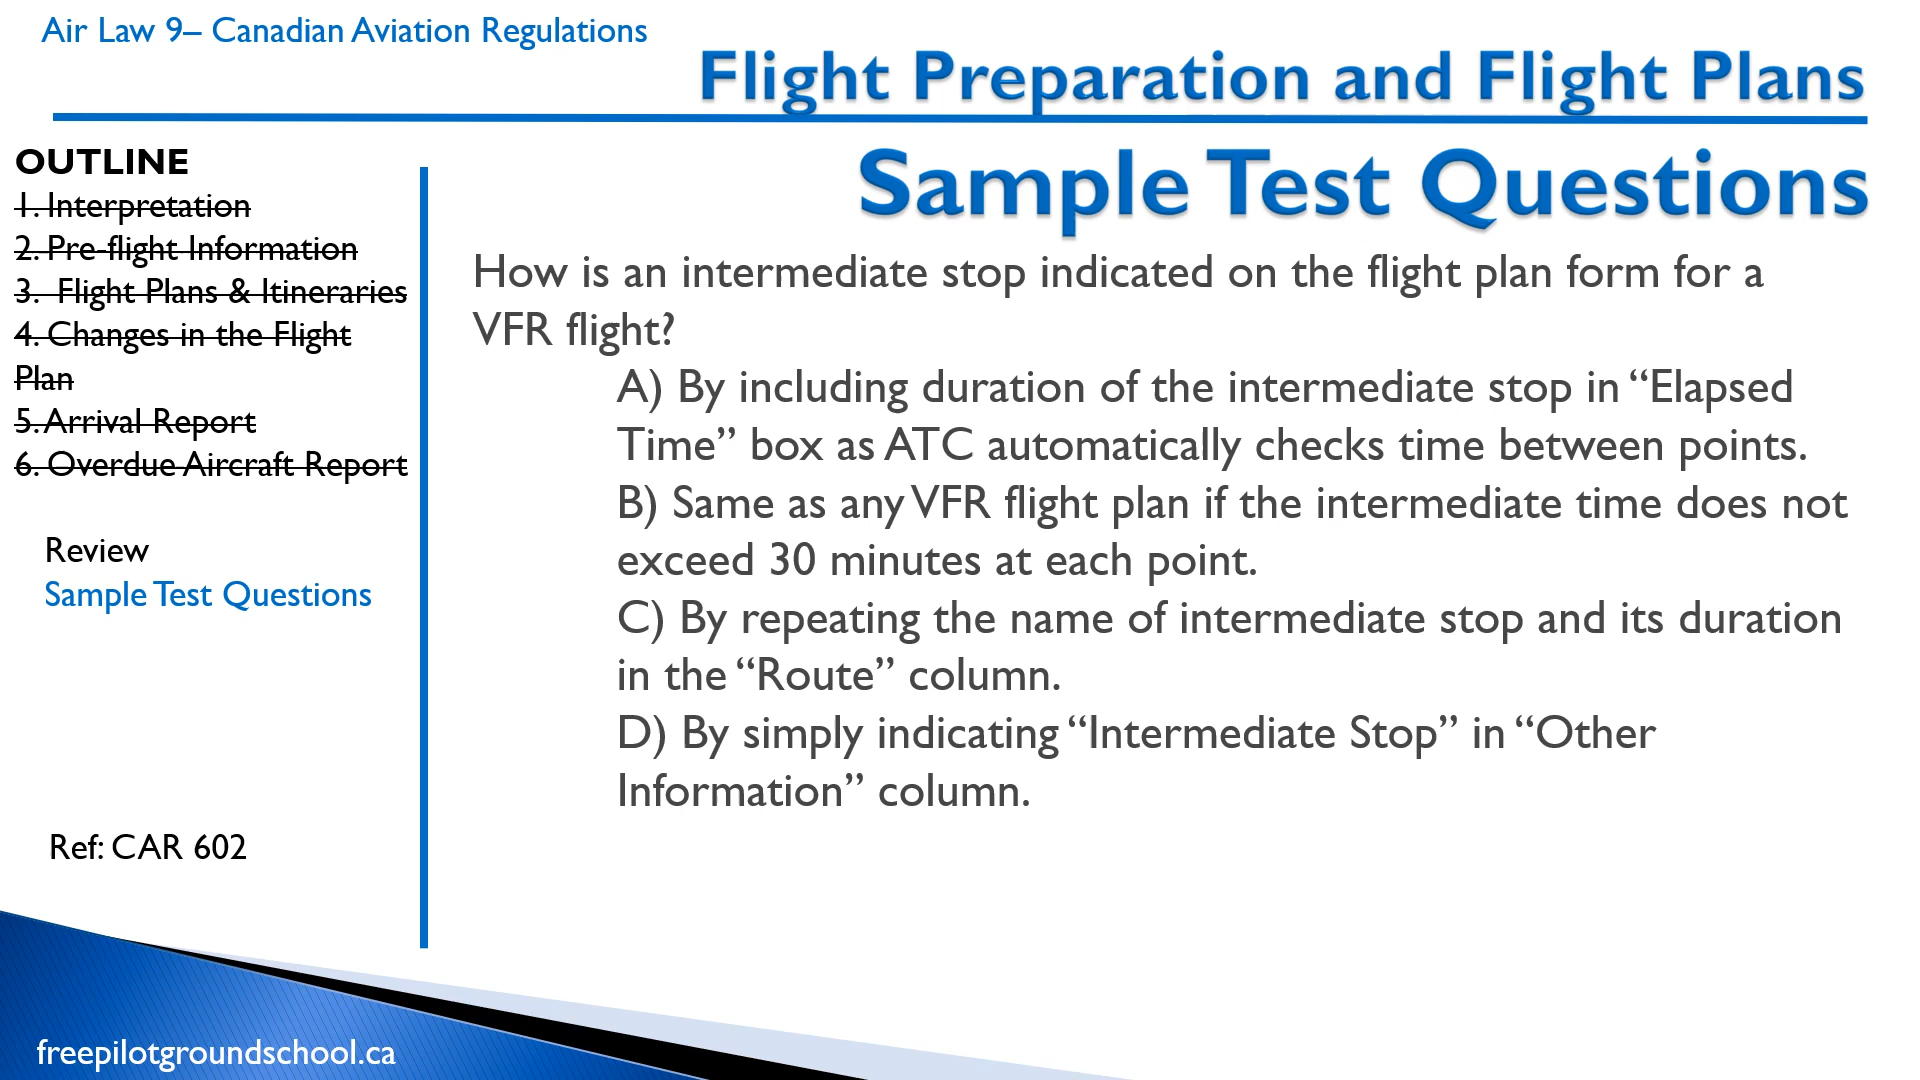 Air Law 9– Canadian Aviation Regulations
Flight Preparation and Flight Plans
OUTLINE
1. Interpretation
2. Pre-flight Information
3. Flight Plans & Itineraries
4. Changes in the Flight
Plan
5. Arrival Report
6. Overdue Aircraft Report
Review
Sample Test Questions
Ref: CAR 602
Sample Test Questions
How is an intermediate stop indicated on the flight plan form for a
VFR flight?
A) By including duration of the intermediate stop in “Elapsed
Time” box as ATC automatically checks time between points.
B) Same as any VFR flight plan if the intermediate time does not
exceed 30 minutes at each point.
C) By repeating the name of intermediate stop and its duration
in the “Route” column.
D) By simply indicating “Intermediate Stop” in “Other
Information” column.
freepilotgroundschool.ca